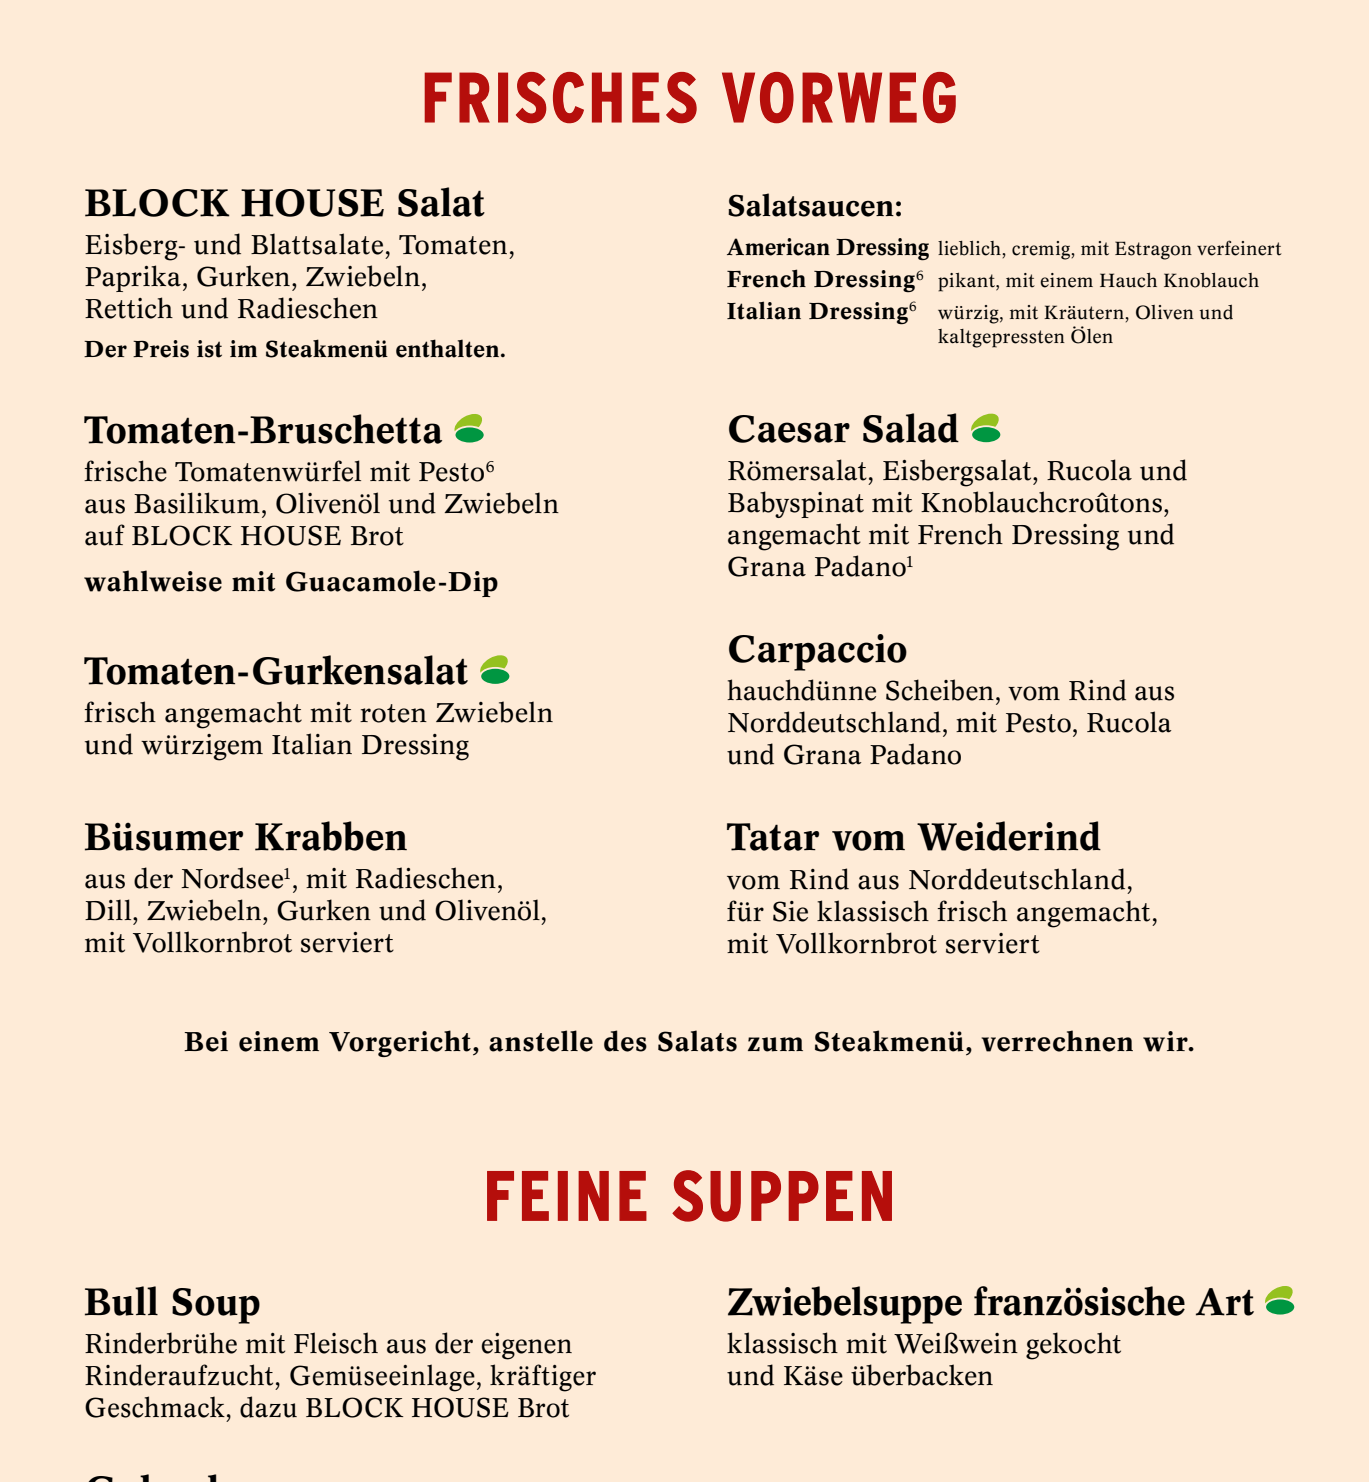 FRISCHES VORWEG
BLOCK HOUSE Salat
Eisberg- und Blattsalate, Tomaten,
Paprika, Gurken, Zwiebeln,
Rettich und Radieschen
Der Preis ist im Steakmenü enthalten.
Salatsaucen:
American Dressing lieblich, cremig, mit Estragon verfeinert
French Dressing⁶ pikant, mit einem Hauch Knoblauch
Italian Dressing⁶ würzig, mit Kräutern, Oliven und
kaltgepressten Ölen
Tomaten-Bruschetta
frische Tomatenwürfel mit Pesto⁶
aus Basilikum, Olivenöl und Zwiebeln
auf BLOCK HOUSE Brot
wahlweise mit Guacamole-Dip
Caesar Salad
Römersalat, Eisbergsalat, Rucola und
Babyspinat mit Knoblauchcroûtons,
angemacht mit French Dressing und
Grana Padano¹
Tomaten-Gurkensalat
frisch angemacht mit roten Zwiebeln
und würzigem Italian Dressing
Carpaccio
hauchdünne Scheiben, vom Rind aus
Norddeutschland, mit Pesto, Rucola
und Grana Padano
Büsumer Krabben
aus der Nordsee¹, mit Radieschen,
Dill, Zwiebeln, Gurken und Olivenöl,
mit Vollkornbrot serviert
Tatar vom Weiderind
vom Rind aus Norddeutschland,
für Sie klassisch frisch angemacht,
mit Vollkornbrot serviert
Bei einem Vorgericht, anstelle des Salats zum Steakmenü, verrechnen wir.
FEINE SUPPEN
Bull Soup
Rinderbrühe mit Fleisch aus der eigenen
Rinderaufzucht, Gemüseeinlage, kräftiger
Geschmack, dazu BLOCK HOUSE Brot
Zwiebelsuppe französische Art
klassisch mit Weißwein gekocht
und Käse überbacken